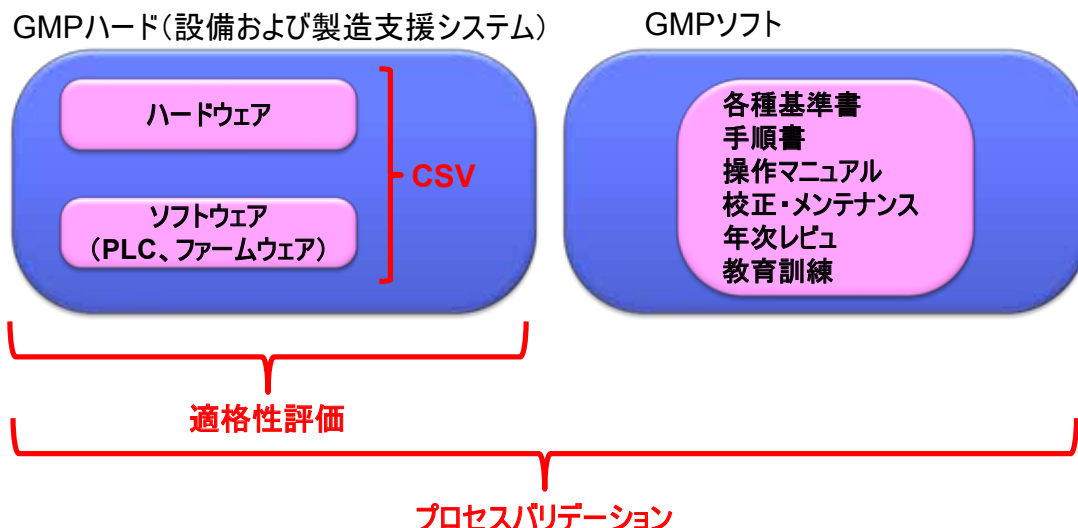 GMPハード(設備および製造支援システム)
GMPソフト
ハードウェア
ソフトウェア
(PLC、ファームウェア)
CSV
各種基準書
手順書
操作マニュアル
校正・メンテナンス
年次レビュ
教育訓練
適格性評価
プロセスバリデーション